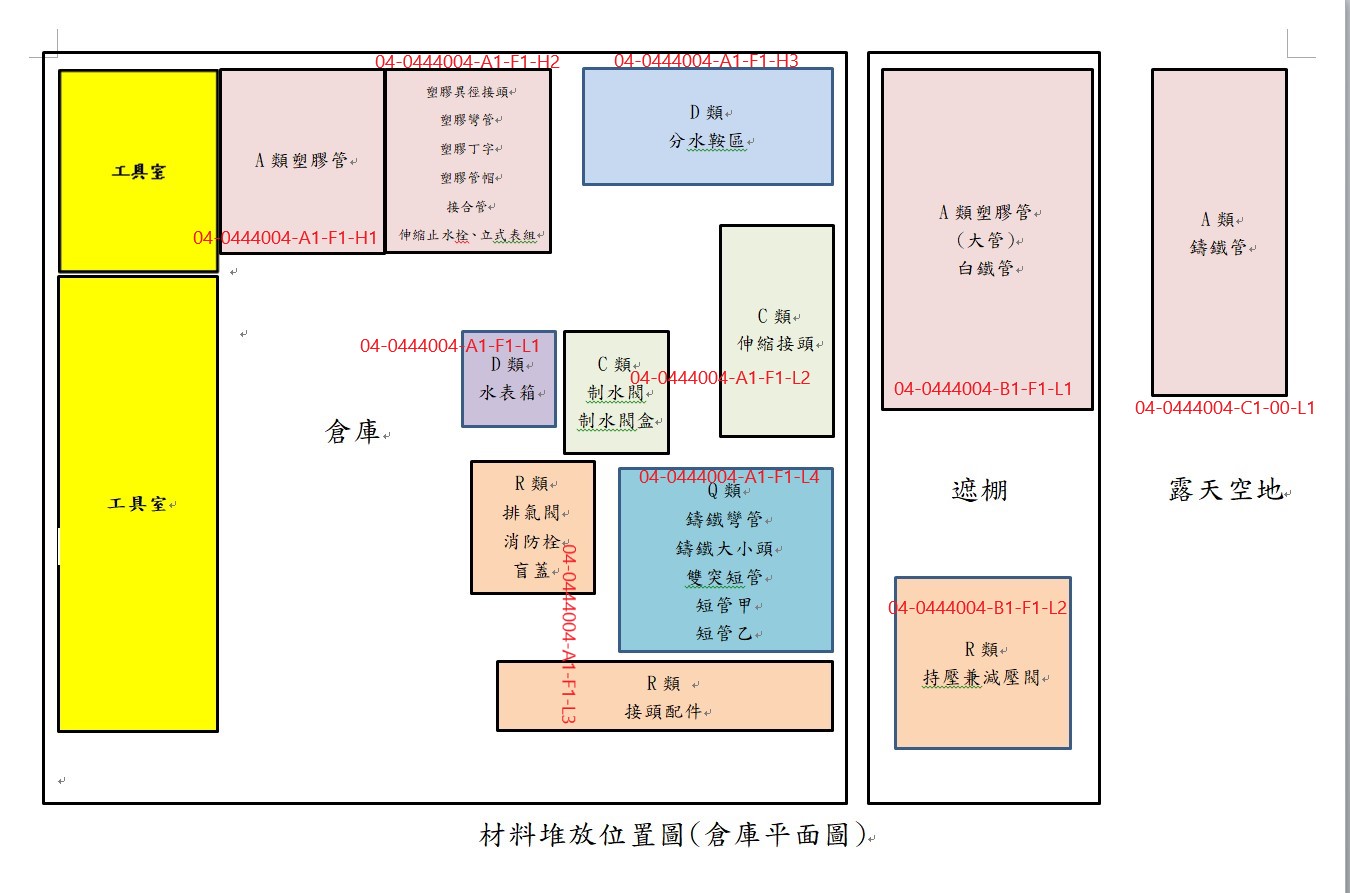 04-0444004-A1-F1-H2
04-0444004-A1-F1-H3
工具室
A 類塑膠管
04-0444004-A1-F1-H1
塑膠異徑接頭
塑膠彎管
塑膠丁字
塑膠管帽
接合管
伸縮止水栓、立式表組
D 類
分水鞍區
A 類塑膠管
(大管)
白鐵管
04-0444004-B1-F1-L1
A 類
鑄鐵管
04-0444004-C1-00-L1
C 類
伸縮接頭
04-0444004-A1-F1-L1
D 類
水表箱
C 類
04-0444004-A1-F1-L2
制水閥
制水閥盒
倉庫
工具室
R 類
排氣閥
消防栓
盲蓋
04-0444004-A1-F1-L3
04-0444004-A1-F1-L4
Q 類
鑄鐵彎管
鑄鐵大小頭
雙突短管
短管甲
短管乙
R 類
接頭配件
遮棚
露天空地
04-0444004-B1-F1-L2
R 類
持壓兼減壓閥
材料堆放位置圖(倉庫平面圖)